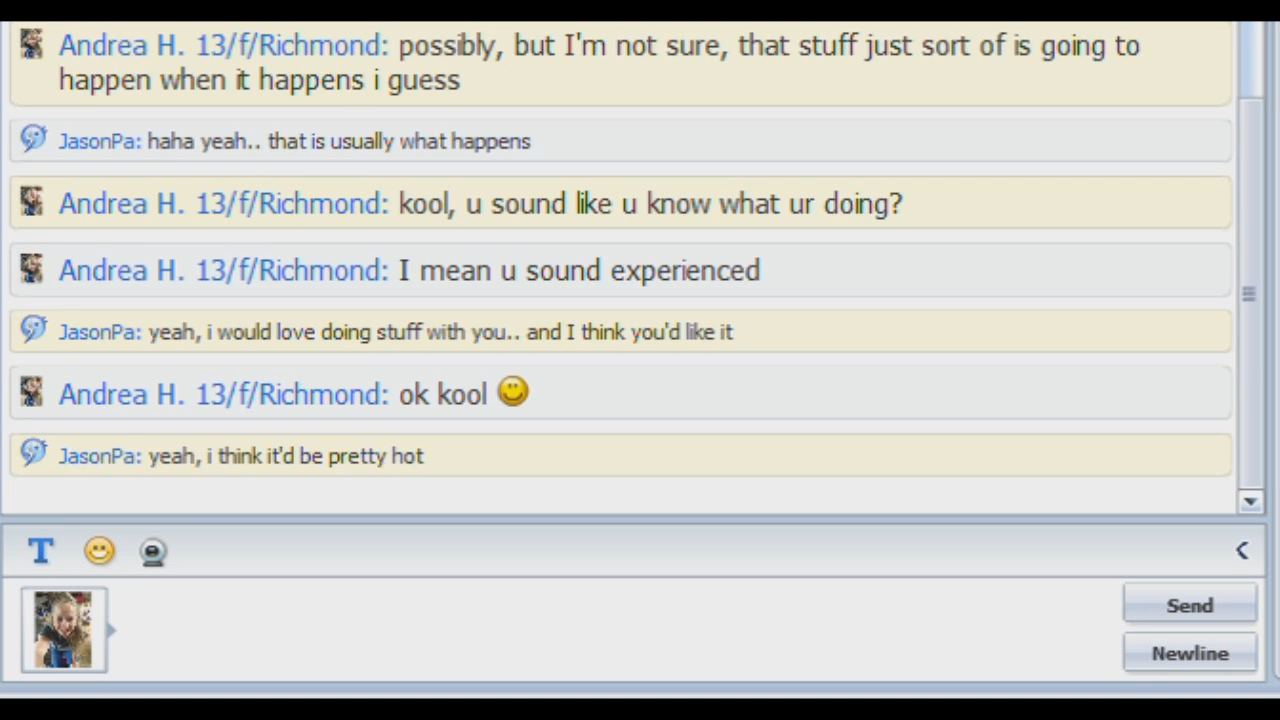 Andrea H. 13/f/Richmond: possibly, but I'm not sure, that stuff just sort of is going to
happen when it happens i guess
JasonPa: haha yeah.. that is usually what happens
Andrea H. 13/f/Richmond: kool, u sound like u know what ur doing?
Andrea H. 13/f/Richmond: I mean u sound experienced
JasonPa: yeah, i would love doing stuff with you.. and I think you'd like it
Andrea H. 13/f/Richmond: ok kool
JasonPa: yeah, i think it'd be pretty hot
T
Send
Newline